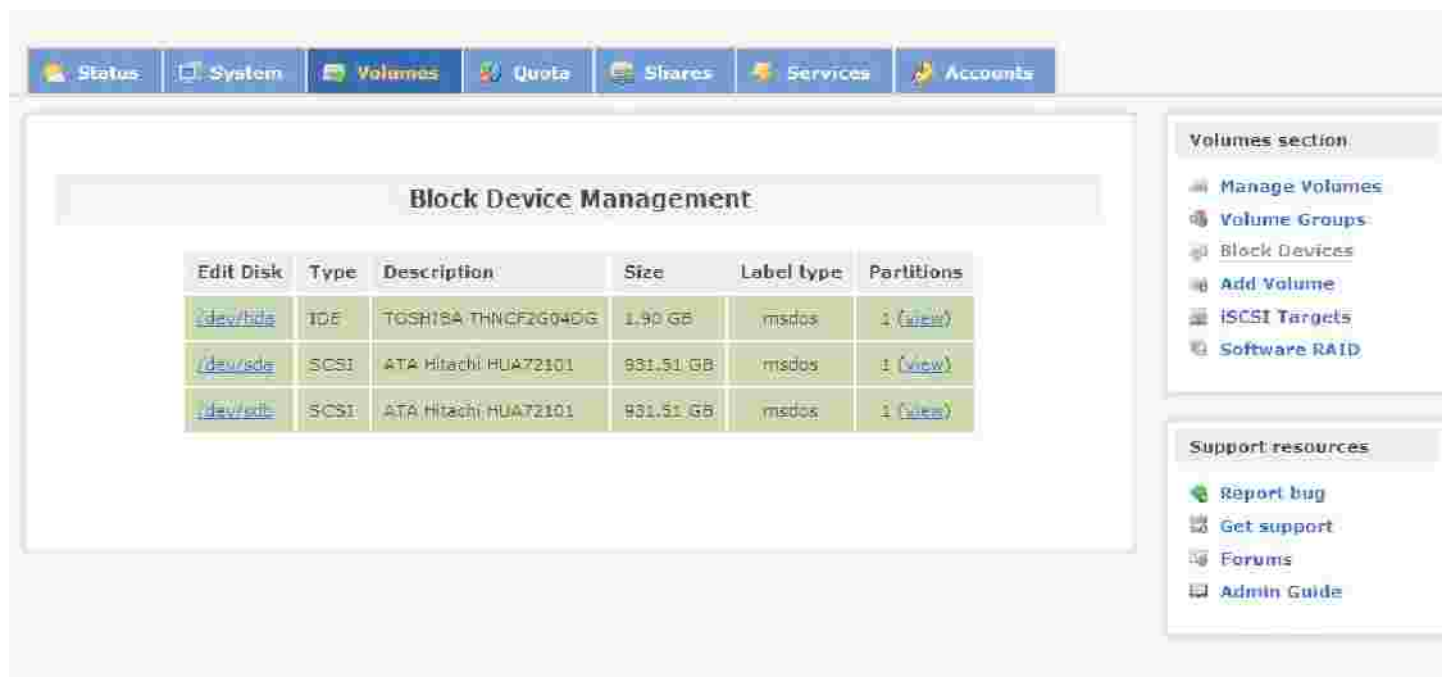 Status System Volumes Quota Shares Services Accounts
Block Device Management
Edit Disk Type Description Size Label type Partitions
/dev/hda IDE TOSHIBA THNCF2G04DG 1.90 GB msdos 1 (view)
/dev/sda SCSI ATA Hitachi HUA72101 931.51 GB msdos 1 (view)
/dev/sdb SCSI ATA Hitachi HUA72101 931.51 GB msdos 1 (view)
Volumes section
Manage Volumes
Volume Groups
Block Devices
Add Volume
iSCSI Targets
Software RAID
Support resources
Report bug
Get support
Forums
Admin Guide